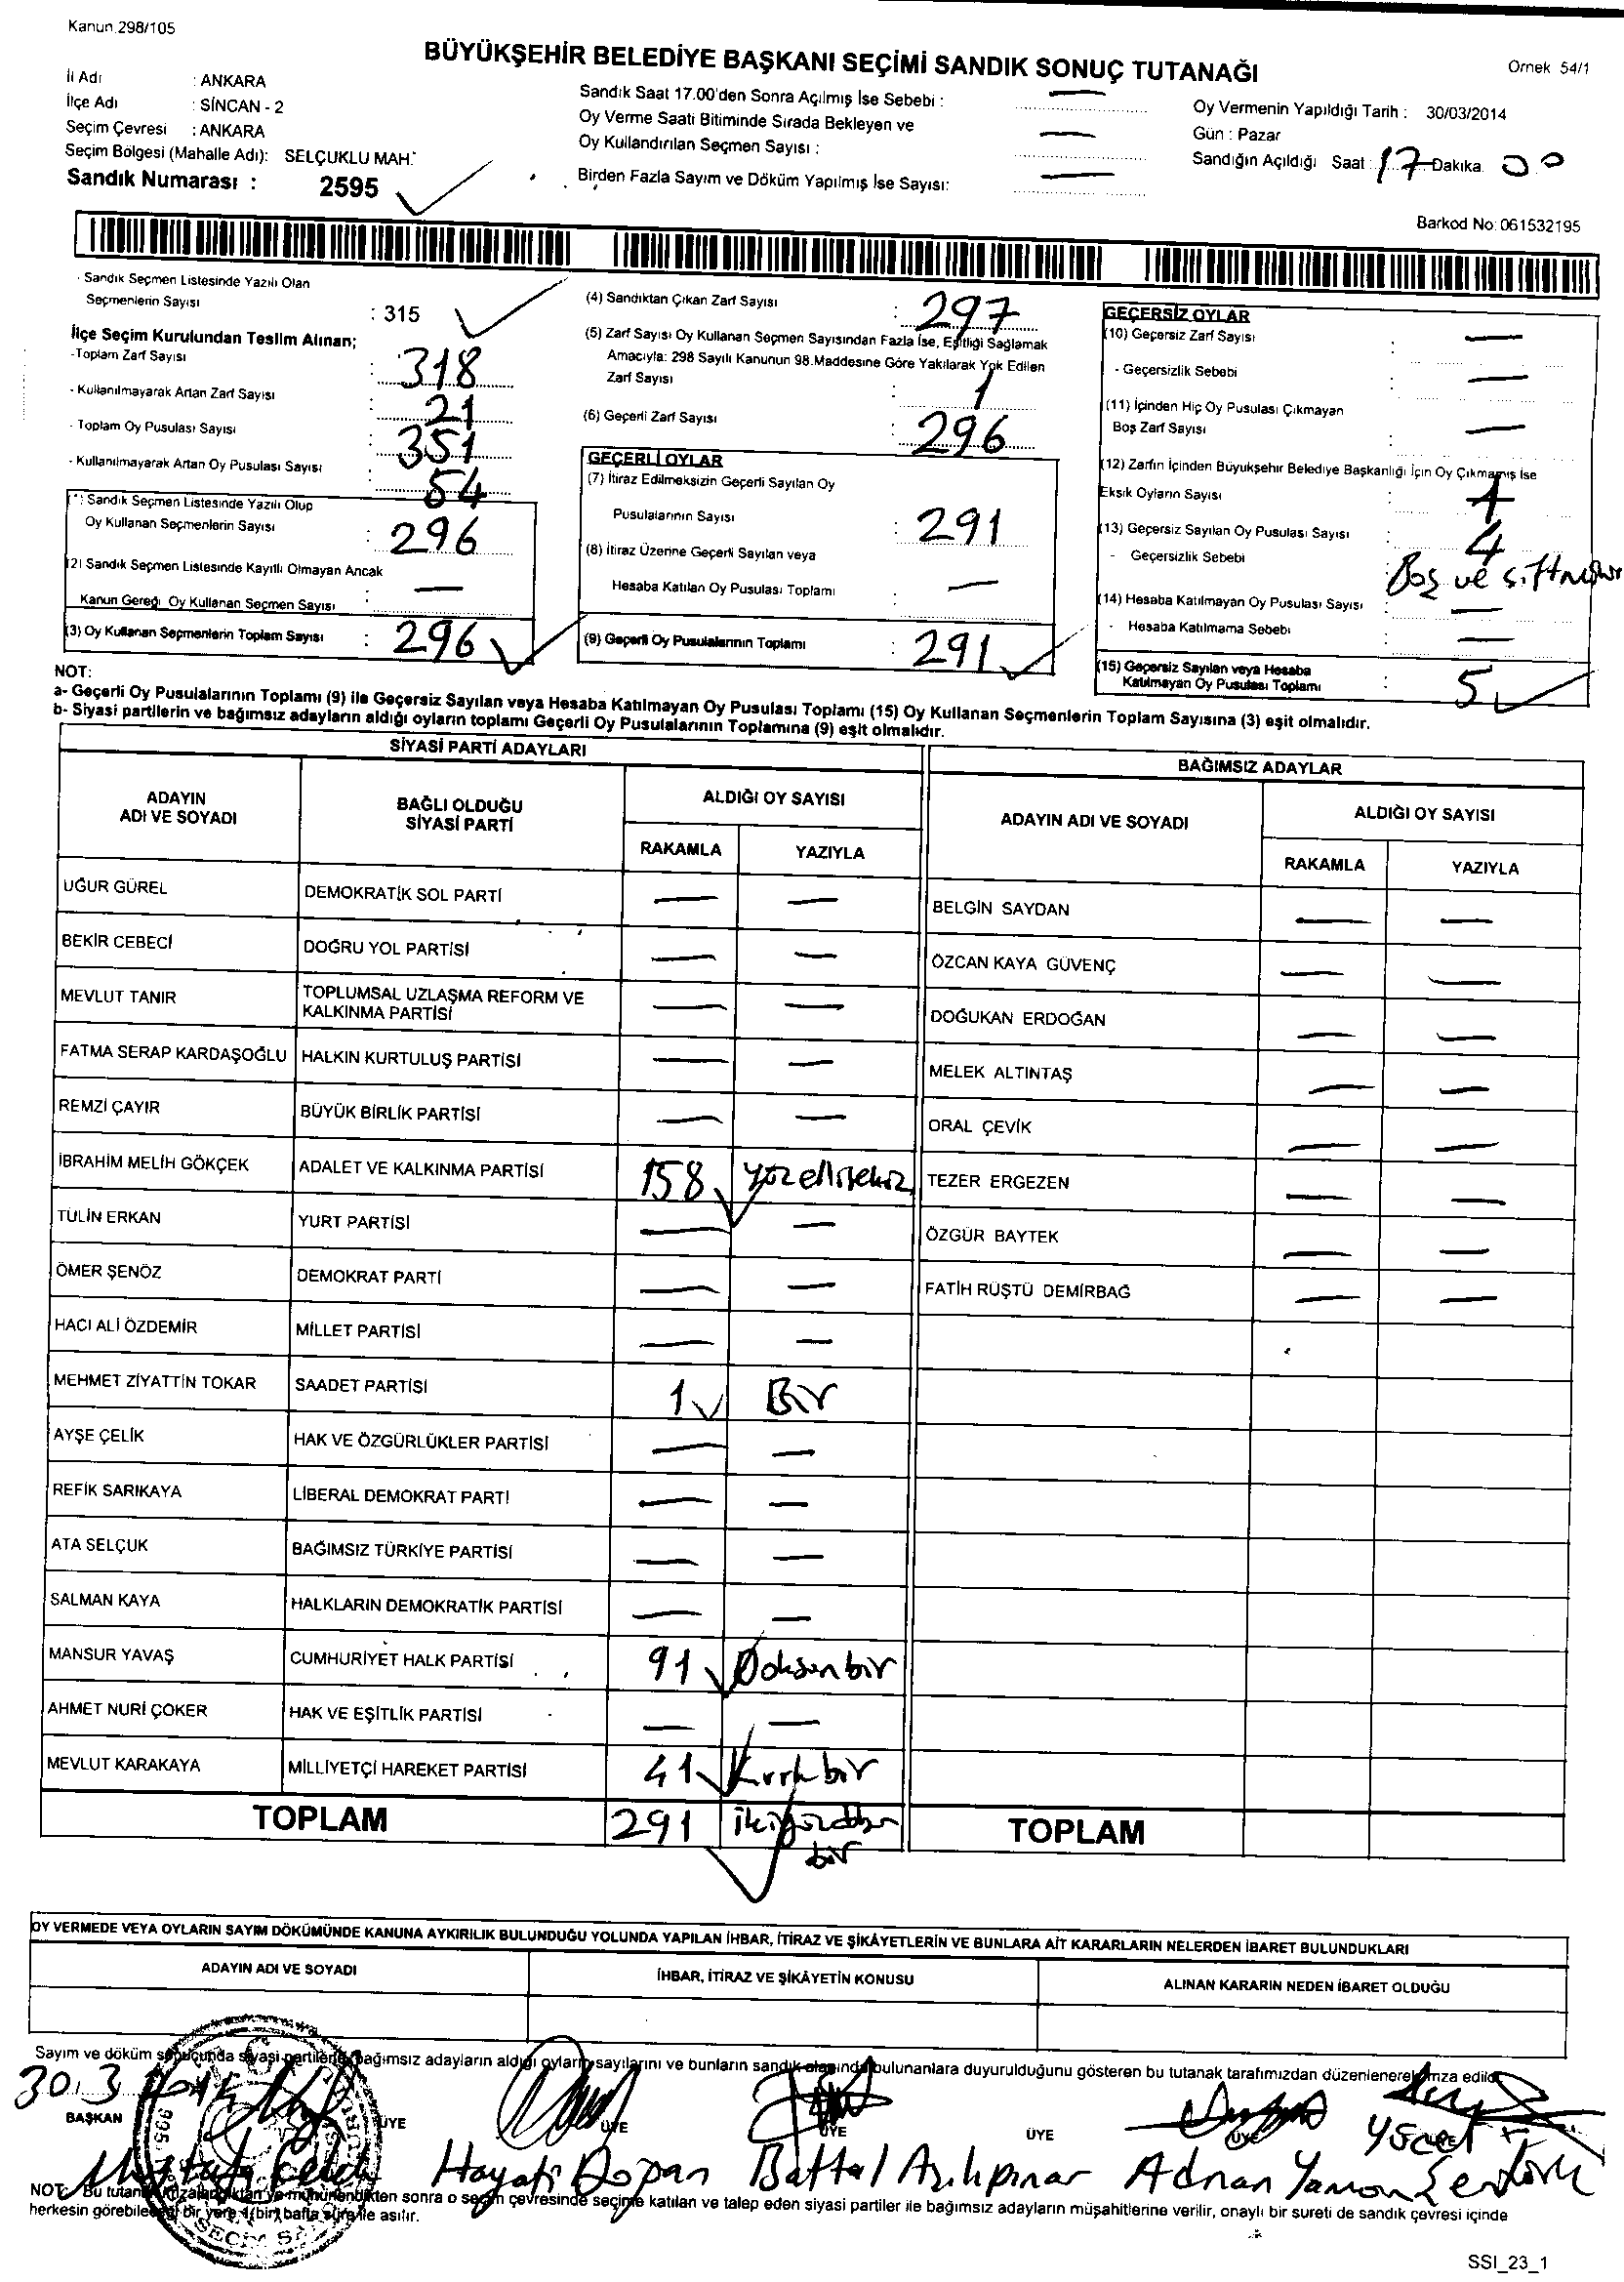 Kanun 298/105
BÜYÜKŞEHİR BELEDİYE BAŞKANI SEÇİMİ SANDIK SONUÇ TUTANAĞI
Örnek 54/1
İl Adı : ANKARA
İlçe Adı : SİNCAN - 2
Seçim Çevresi : ANKARA
Seçim Bölgesi (Mahalle Adı): SELÇUKLU MAH.
Sandık Numarası : 2595
Sandık Saat 17.00'den Sonra Açılmış İse Sebebi : —
Oy Verme Saati Bitiminde Sırada Bekleyen ve
Oy Kullandırılan Seçmen Sayısı : —
Birden Fazla Sayım ve Döküm Yapılmış İse Sayısı: —
Oy Vermenin Yapıldığı Tarih : 30/03/2014
Gün : Pazar
Sandığın Açıldığı Saat : 17 Dakika 00
Barkod No: 061532195
- Sandık Seçmen Listesinde Yazılı Olan
Seçmenlerin Sayısı : 315
İlçe Seçim Kurulundan Teslim Alınan;
-Toplam Zarf Sayısı : 318
- Kullanılmayarak Artan Zarf Sayısı : 21
- Toplam Oy Pusulası Sayısı : 351
- Kullanılmayarak Artan Oy Pusulası Sayısı : 54
(1) Sandık Seçmen Listesinde Yazılı Olup
Oy Kullanan Seçmenlerin Sayısı : 296
(2) Sandık Seçmen Listesinde Kayıtlı Olmayan Ancak
Kanun Gereği Oy Kullanan Seçmen Sayısı : —
(3) Oy Kullanan Seçmenlerin Toplam Sayısı : 296
(4) Sandıktan Çıkan Zarf Sayısı : 297
(5) Zarf Sayısı Oy Kullanan Seçmen Sayısından Fazla İse, Eşitliği Sağlamak
Amacıyla: 298 Sayılı Kanunun 98.Maddesine Göre Yakılarak Yok Edilen
Zarf Sayısı : 1
(6) Geçerli Zarf Sayısı : 296
GEÇERLİ OYLAR
(7) İtiraz Edilmeksizin Geçerli Sayılan Oy
Pusulalarının Sayısı : 291
(8) İtiraz Üzerine Geçerli Sayılan veya
Hesaba Katılan Oy Pusulası Toplamı : —
(9) Geçerli Oy Pusulalarının Toplamı : 291
GEÇERSİZ OYLAR
(10) Geçersiz Zarf Sayısı : —
- Geçersizlik Sebebi : —
(11) İçinden Hiç Oy Pusulası Çıkmayan
Boş Zarf Sayısı : —
(12) Zarfın İçinden Büyükşehir Belediye Başkanlığı İçin Oy Çıkmamış İse
Eksik Oyların Sayısı : 1
(13) Geçersiz Sayılan Oy Pusulası Sayısı : 4
- Geçersizlik Sebebi : Boş ve
(14) Hesaba Katılmayan Oy Pusulası Sayısı : —
- Hesaba Katılmama Sebebi : —
(15) Geçersiz Sayılan veya Hesaba
Katılmayan Oy Pusulası Toplamı : 5
NOT:
a- Geçerli Oy Pusulalarının Toplamı (9) ile Geçersiz Sayılan veya Hesaba Katılmayan Oy Pusulası Toplamı (15) Oy Kullanan Seçmenlerin Toplam Sayısına (3) eşit olmalıdır.
b- Siyasi partilerin ve bağımsız adayların aldığı oyların toplamı Geçerli Oy Pusulalarının Toplamına (9) eşit olmalıdır.
SİYASİ PARTİ ADAYLARI
ADAYIN ADI VE SOYADI BAĞLI OLDUĞU SİYASİ PARTİ ALDIĞI OY SAYISI
RAKAMLA YAZIYLA
UĞUR GÜREL DEMOKRATİK SOL PARTİ — —
BEKİR CEBECİ DOĞRU YOL PARTİSİ — —
MEVLUT TANIR TOPLUMSAL UZLAŞMA REFORM VE KALKINMA PARTİSİ — —
FATMA SERAP KARDAŞOĞLU HALKIN KURTULUŞ PARTİSİ — —
REMZİ ÇAYIR BÜYÜK BİRLİK PARTİSİ — —
İBRAHİM MELİH GÖKÇEK ADALET VE KALKINMA PARTİSİ 158 yüzellisekiz
TÜLİN ERKAN YURT PARTİSİ — —
ÖMER ŞENÖZ DEMOKRAT PARTİ — —
HACI ALİ ÖZDEMİR MİLLET PARTİSİ — —
MEHMET ZİYATTİN TOKAR SAADET PARTİSİ 1 Bir
AYŞE ÇELİK HAK VE ÖZGÜRLÜKLER PARTİSİ — —
REFİK SARIKAYA LİBERAL DEMOKRAT PARTİ — —
ATA SELÇUK BAĞIMSIZ TÜRKİYE PARTİSİ — —
SALMAN KAYA HALKLARIN DEMOKRATİK PARTİSİ — —
MANSUR YAVAŞ CUMHURİYET HALK PARTİSİ 91 Doksanbir
AHMET NURİ ÇOKER HAK VE EŞİTLİK PARTİSİ — —
MEVLUT KARAKAYA MİLLİYETÇİ HAREKET PARTİSİ 41 Kırkbir
TOPLAM 291 bir
BAĞIMSIZ ADAYLAR
ADAYIN ADI VE SOYADI ALDIĞI OY SAYISI
RAKAMLA YAZIYLA
BELGİN SAYDAN — —
ÖZCAN KAYA GÜVENÇ — —
DOĞUKAN ERDOĞAN — —
MELEK ALTINTAŞ — —
ORAL ÇEVİK — —
TEZER ERGEZEN — —
ÖZGÜR BAYTEK — —
FATİH RÜŞTÜ DEMİRBAĞ — —
TOPLAM
OY VERMEDE VEYA OYLARIN SAYIM DÖKÜMÜNDE KANUNA AYKIRILIK BULUNDUĞU YOLUNDA YAPILAN İHBAR, İTİRAZ VE ŞİKÂYETLERİN VE BUNLARA AİT KARARLARIN NELERDEN İBARET BULUNDUKLARI
ADAYIN ADI VE SOYADI İHBAR, İTİRAZ VE ŞİKÂYETİN KONUSU ALINAN KARARIN NEDEN İBARET OLDUĞU
Sayım ve döküm sonucunda siyasi partilerle bağımsız adayların aldığı oyların sayılarını ve bunların sandık alanında bulunanlara duyurulduğunu gösteren bu tutanak tarafımızdan düzenlenerek imza edildi.
30.3
BAŞKAN ÜYE ÜYE ÜYE ÜYE ÜYE
Mustafa Hayati Doğan Battal Adnan Yaman Yücel
NOT: Bu tutanak imzalandıktan ve mühürlendikten sonra o seçim çevresinde seçime katılan ve talep eden siyasi partiler ile bağımsız adayların müşahitlerine verilir, onaylı bir sureti de sandık çevresi içinde
herkesin görebileceği bir yere 1(bir) hafta süre ile asılır.
SSI_23_1